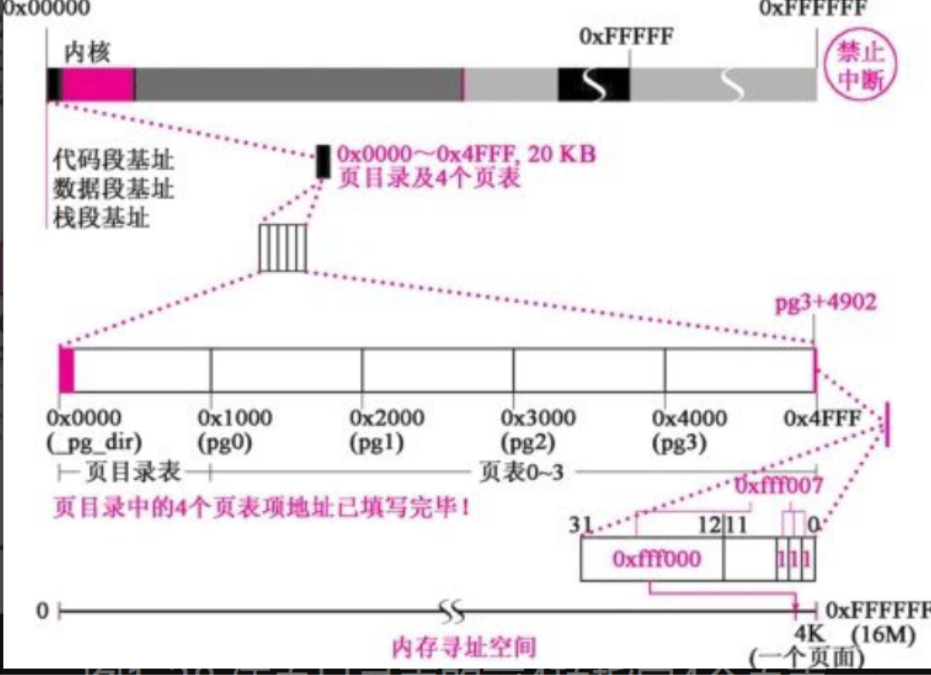 0x00000
0xFFFFFF
0xFFFFF
内核
禁止
中断
代码段基址
数据段基址
栈段基址
0x0000～0x4FFF, 20 KB
页目录及4个页表
pg3+4902
0x0000
(_pg_dir)
0x1000
(pg0)
0x2000
(pg1)
0x3000
(pg2)
0x4000
(pg3)
0x4FFF
页目录表
页表0~3
页目录中的4个页表项地址已填写完毕！
0xfff007
31
12
11
0
0xfff000
1
1
1
0
0xFFFFFF
(16M)
4K
(一个页面)
内存寻址空间